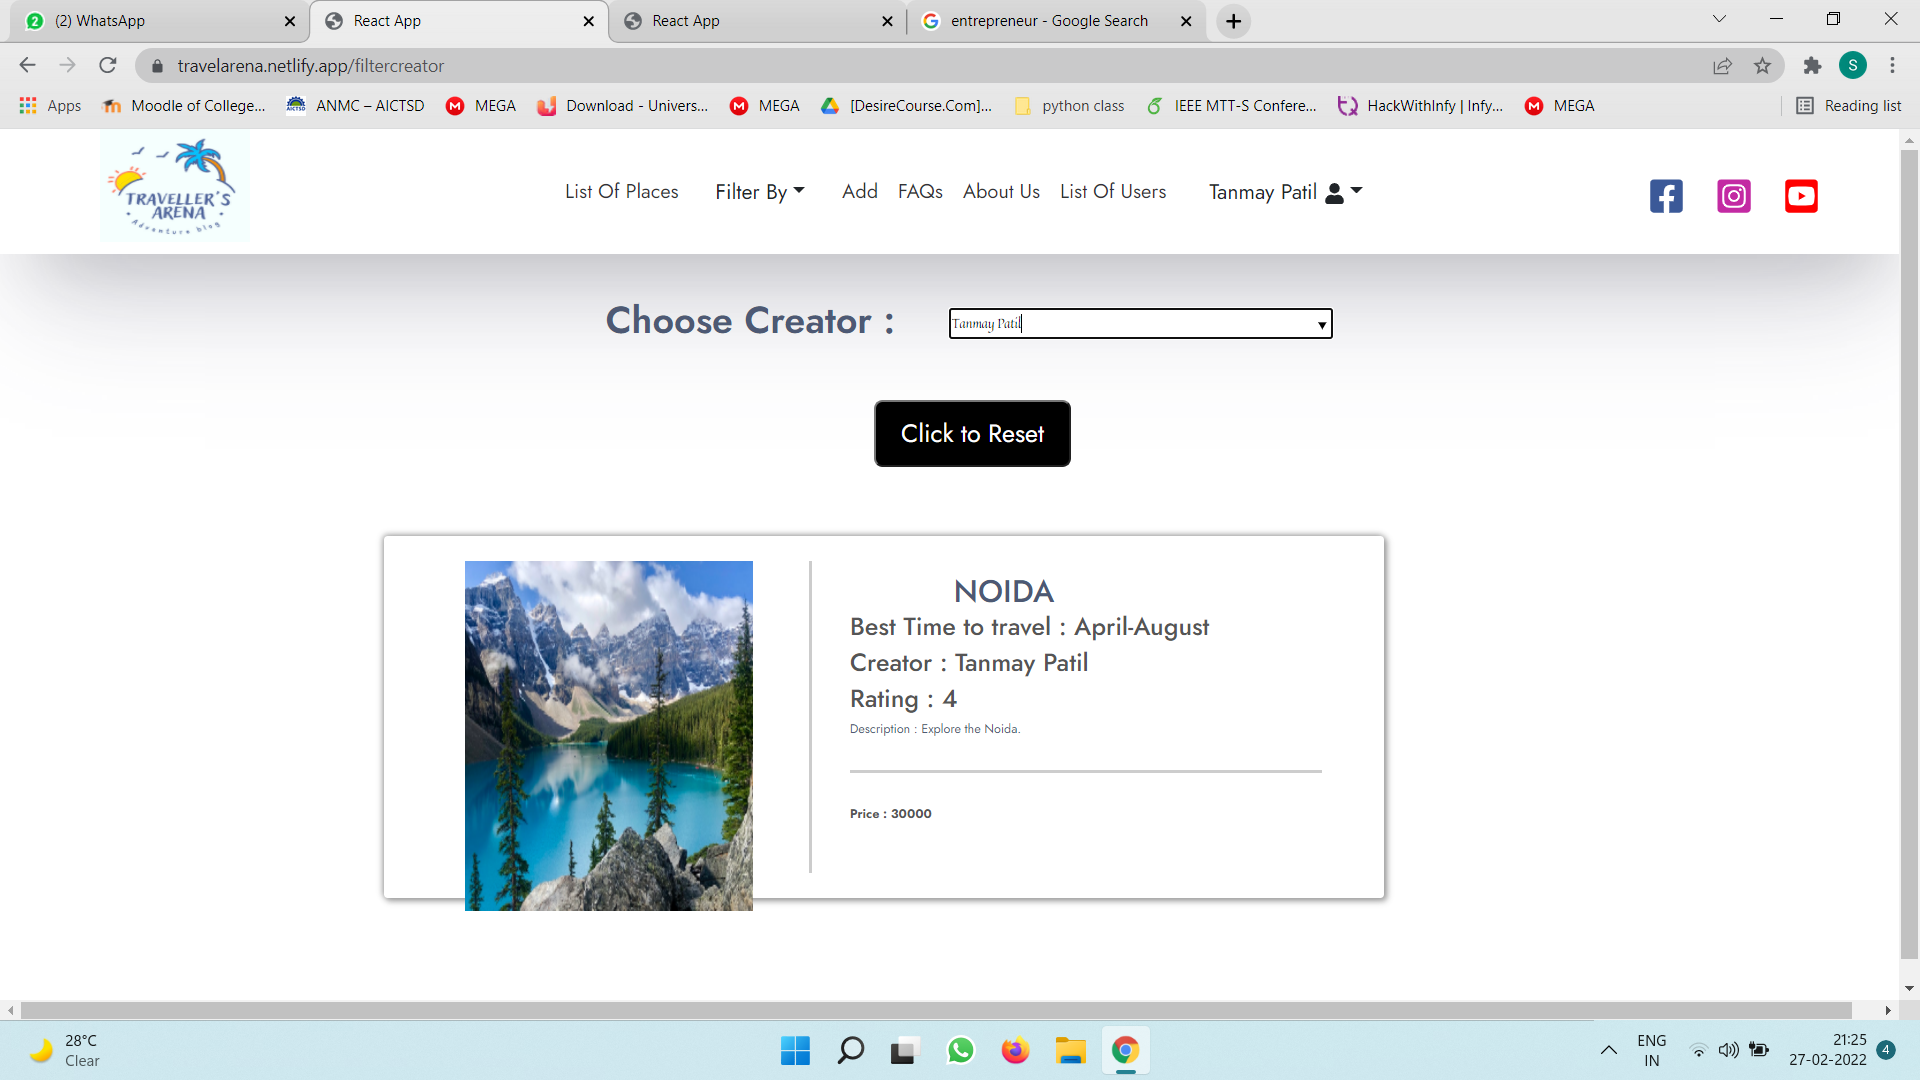 (2) WhatsApp
React App
React App
entrepreneur - Google Search
travelarena.netlify.app/filtercreator
S
Apps
Moodle of College...
ANMC – AICTSD
MEGA
Download - Univers...
MEGA
[DesireCourse.Com]...
python class
IEEE MTT-S Confere...
HackWithInfy | Infy...
MEGA
Reading list
TRAVELLER'S
ARENA
Adventure blog
List Of Places
Filter By
Add
FAQs
About Us
List Of Users
Tanmay Patil
Choose Creator :
Tanmay Patil
Click to Reset
NOIDA
Best Time to travel : April-August
Creator : Tanmay Patil
Rating : 4
Description : Explore the Noida.
Price : 30000
28°C
Clear
ENG
IN
21:25
27-02-2022
4